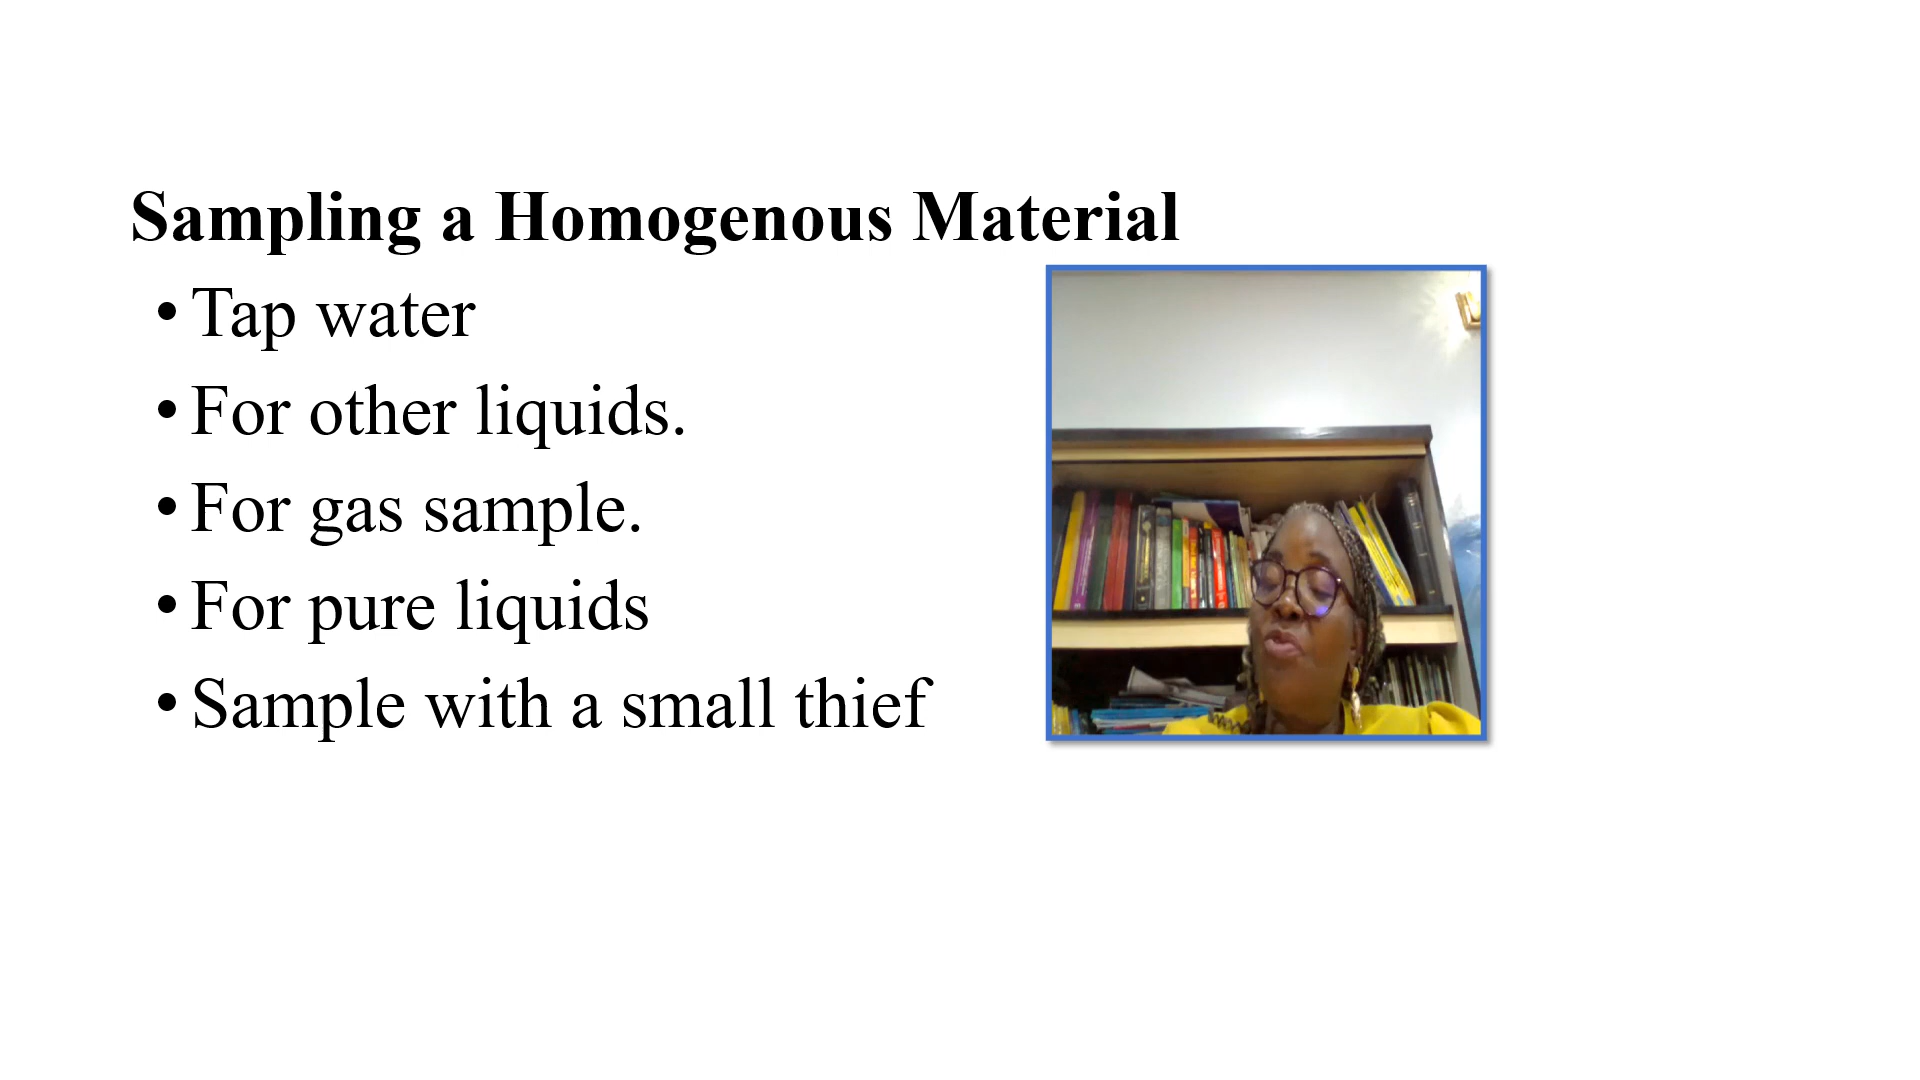 Sampling a Homogenous Material
• Tap water
• For other liquids.
• For gas sample.
• For pure liquids
• Sample with a small thief